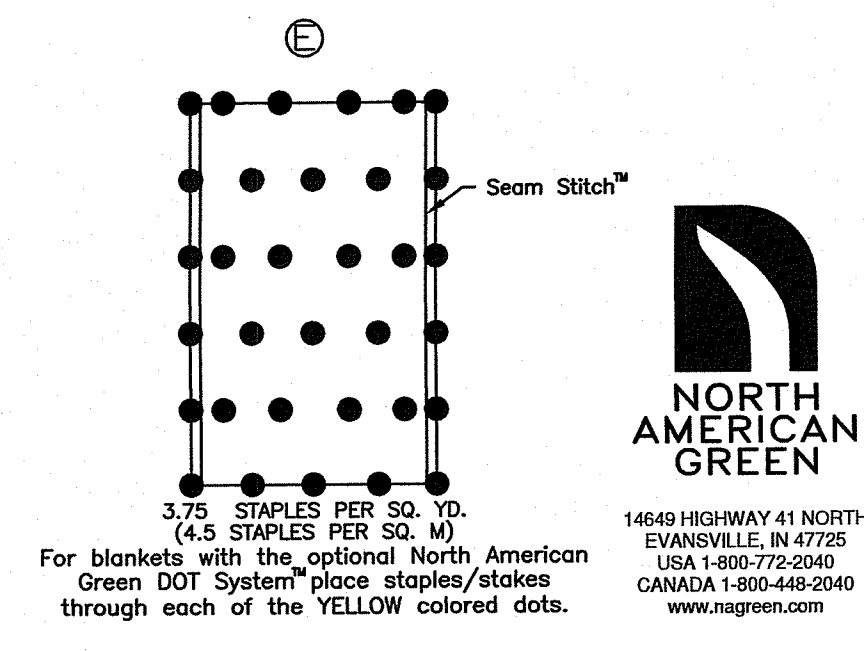 E
Seam Stitch™
3.75 STAPLES PER SQ. YD.
(4.5 STAPLES PER SQ. M)
For blankets with the optional North American
Green DOT System™ place staples/stakes
through each of the YELLOW colored dots.
NORTH
AMERICAN
GREEN
14649 HIGHWAY 41 NORTH
EVANSVILLE, IN 47725
USA 1-800-772-2040
CANADA 1-800-448-2040
www.nagreen.com